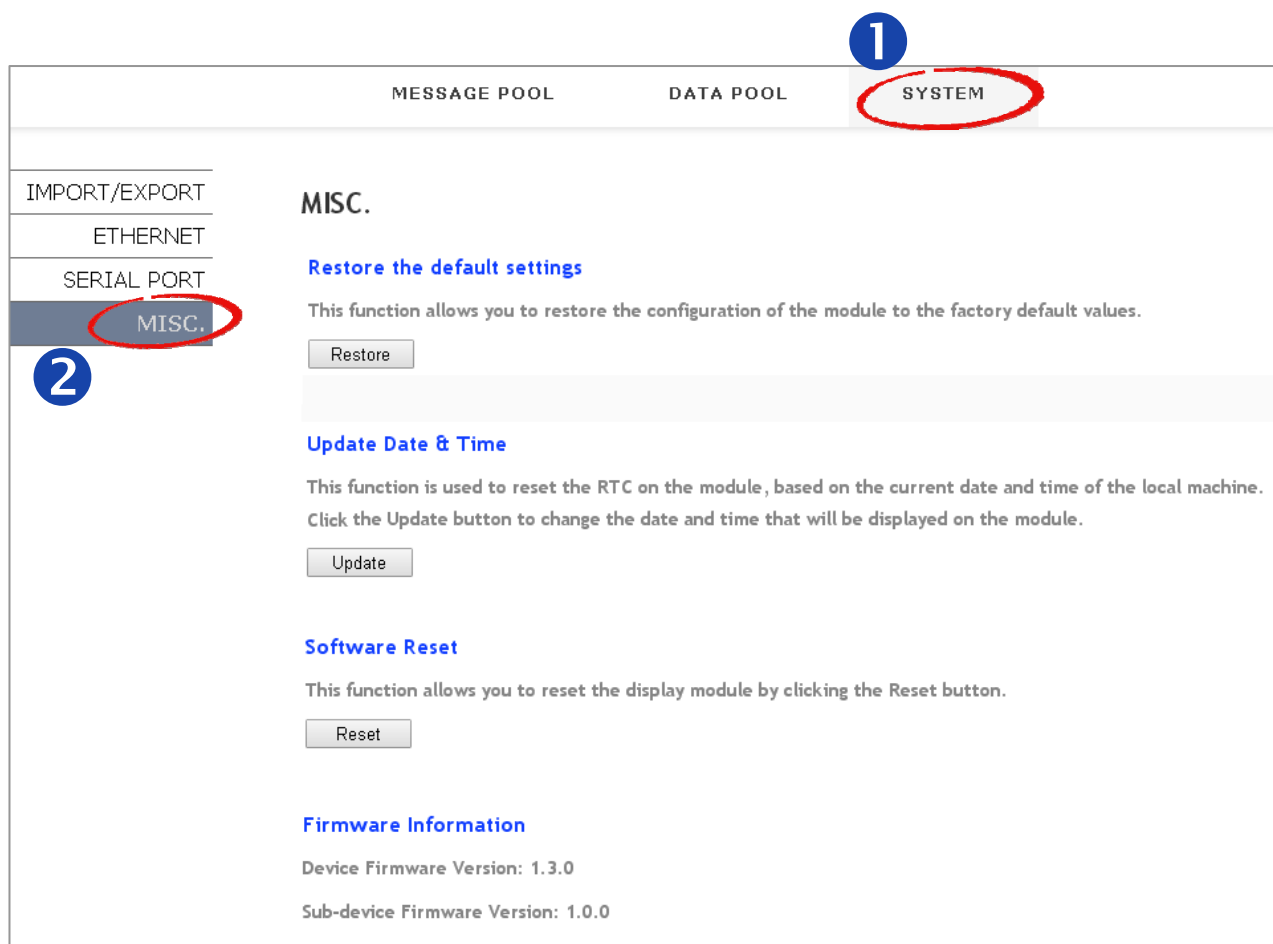 1
MESSAGE POOL DATA POOL SYSTEM
IMPORT/EXPORT
ETHERNET
SERIAL PORT
MISC.
2
MISC.
Restore the default settings
This function allows you to restore the configuration of the module to the factory default values.
Restore
Update Date & Time
This function is used to reset the RTC on the module, based on the current date and time of the local machine.
Click the Update button to change the date and time that will be displayed on the module.
Update
Software Reset
This function allows you to reset the display module by clicking the Reset button.
Reset
Firmware Information
Device Firmware Version: 1.3.0
Sub-device Firmware Version: 1.0.0